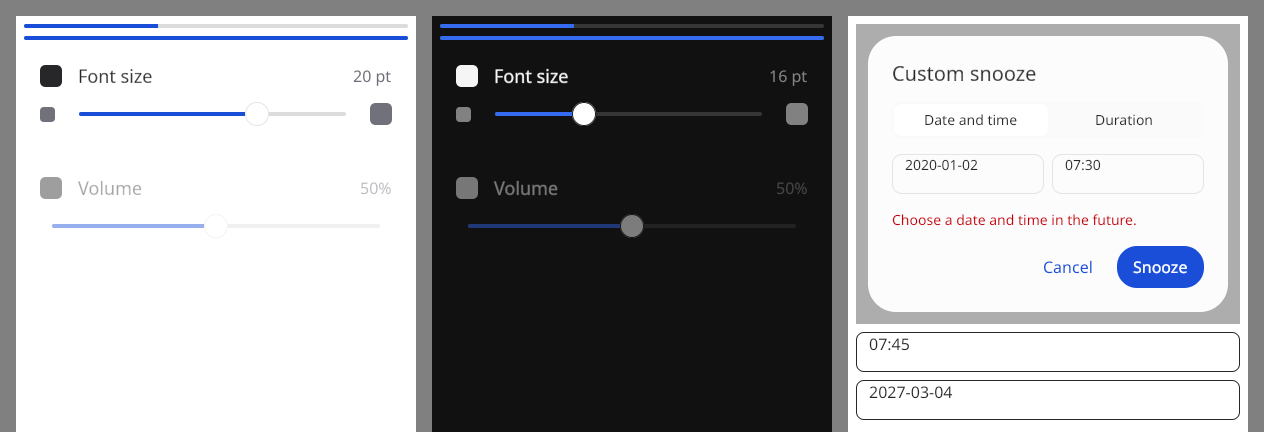 Font size
20 pt
Volume
50%
Font size
16 pt
Volume
50%
Custom snooze
Date and time
Duration
2020-01-02
07:30
Choose a date and time in the future.
Cancel
Snooze
07:45
2027-03-04